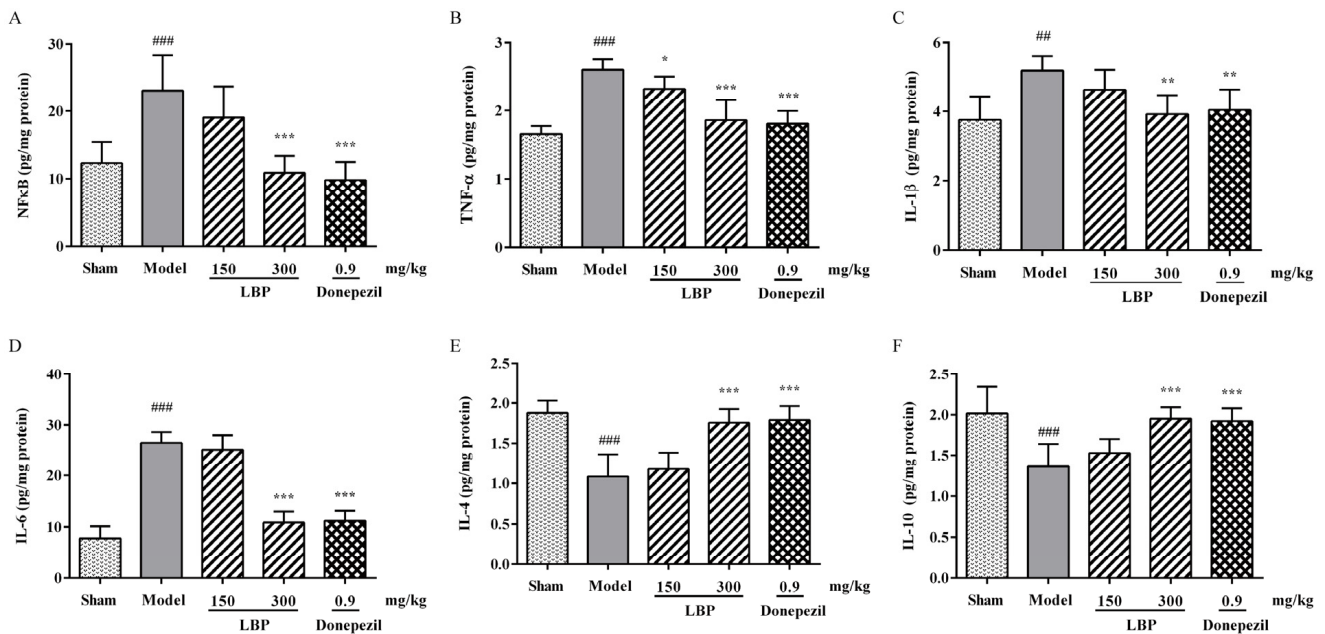 A
NFκB (pg/mg protein)
30
20
10
0
###
***
***
Sham Model 150 300 0.9 mg/kg
LBP Donepezil
B
TNF-α (pg/mg protein)
3
2
1
0
###
*
***
***
Sham Model 150 300 0.9 mg/kg
LBP Donepezil
C
IL-1β (pg/mg protein)
6
4
2
0
##
**
**
Sham Model 150 300 0.9 mg/kg
LBP Donepezil
D
IL-6 (pg/mg protein)
40
30
20
10
0
###
***
***
Sham Model 150 300 0.9 mg/kg
LBP Donepezil
E
IL-4 (pg/mg protein)
2.5
2.0
1.5
1.0
0.5
0.0
###
***
***
Sham Model 150 300 0.9 mg/kg
LBP Donepezil
F
IL-10 (pg/mg protein)
2.5
2.0
1.5
1.0
0.5
0.0
###
***
***
Sham Model 150 300 0.9 mg/kg
LBP Donepezil